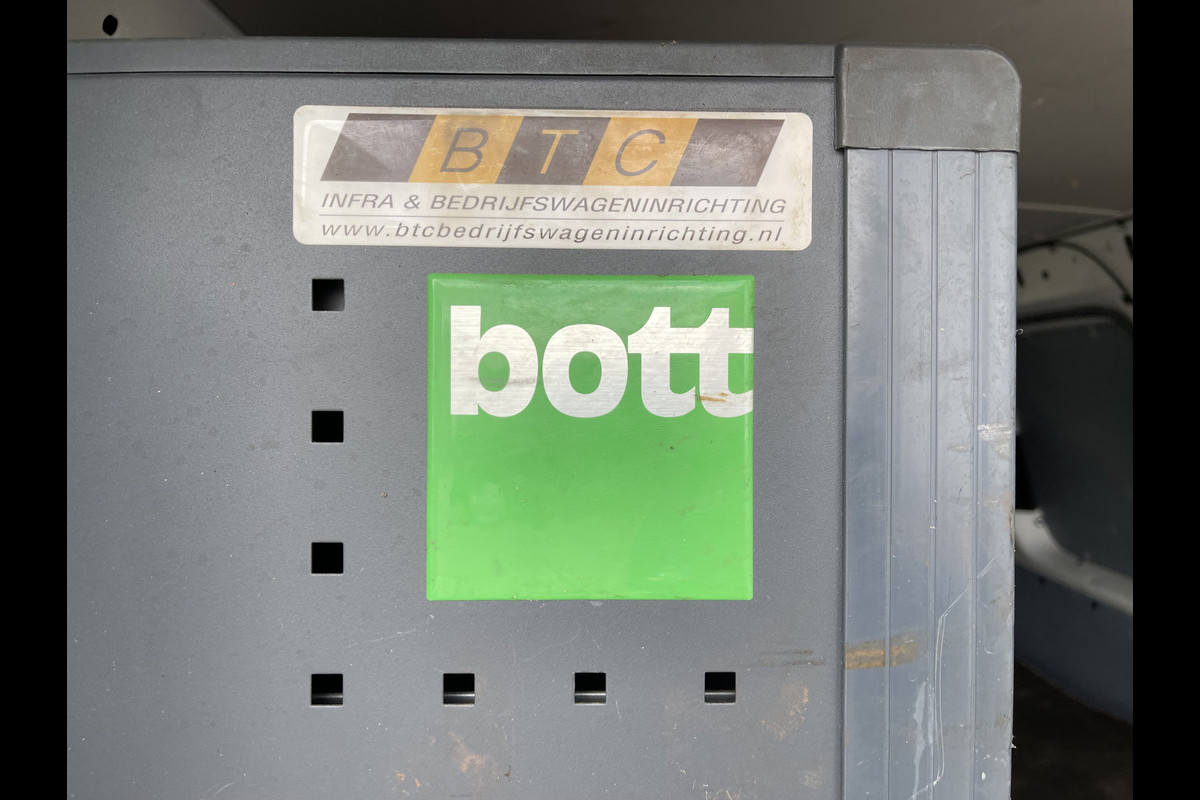 BTC
INFRA & BEDRIJFSWAGENINRICHTING
www.btcbedrijfswageninrichting.nl
bott